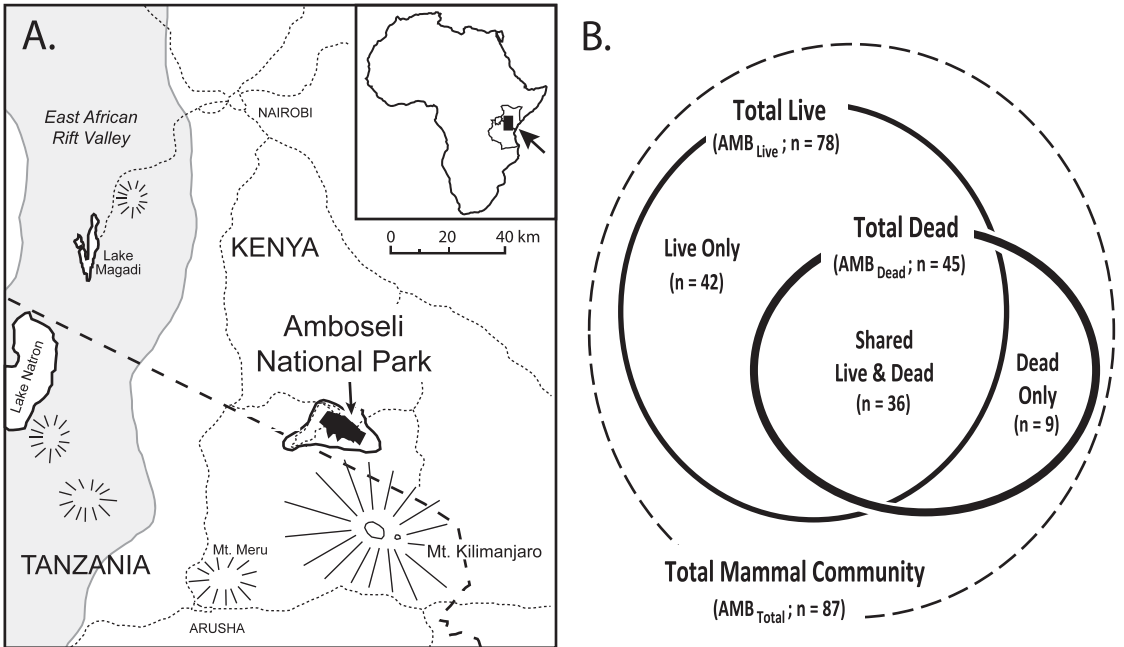 A.
East African
Rift Valley
NAIROBI
Lake
Magadi
KENYA
0 20 40 km
Amboseli
National Park
Lake Natron
TANZANIA
Mt. Meru
Mt. Kilimanjaro
ARUSHA
B.
Total Live
(AMB Live ; n = 78)
Total Dead
(AMB Dead ; n = 45)
Live Only
(n = 42)
Shared
Live & Dead
(n = 36)
Dead
Only
(n = 9)
Total Mammal Community
(AMB Total ; n = 87)